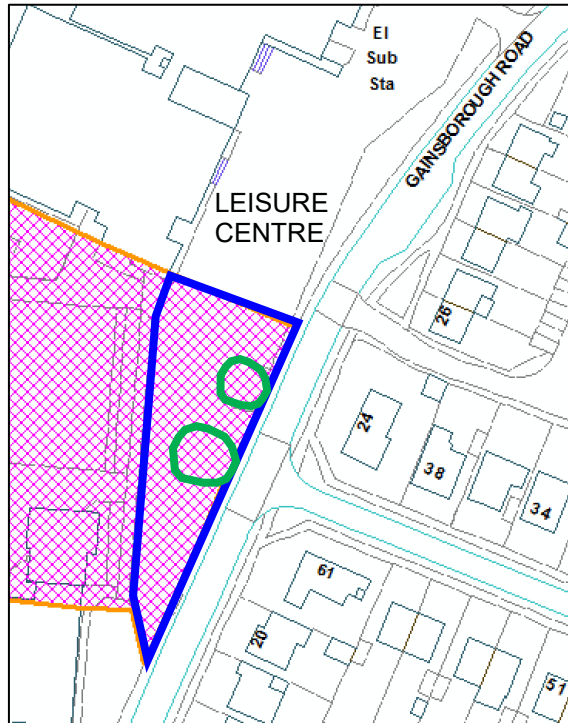 El
Sub
Sta
GAINSBOROUGH ROAD
LEISURE
CENTRE
26
24
38
34
61
20
51